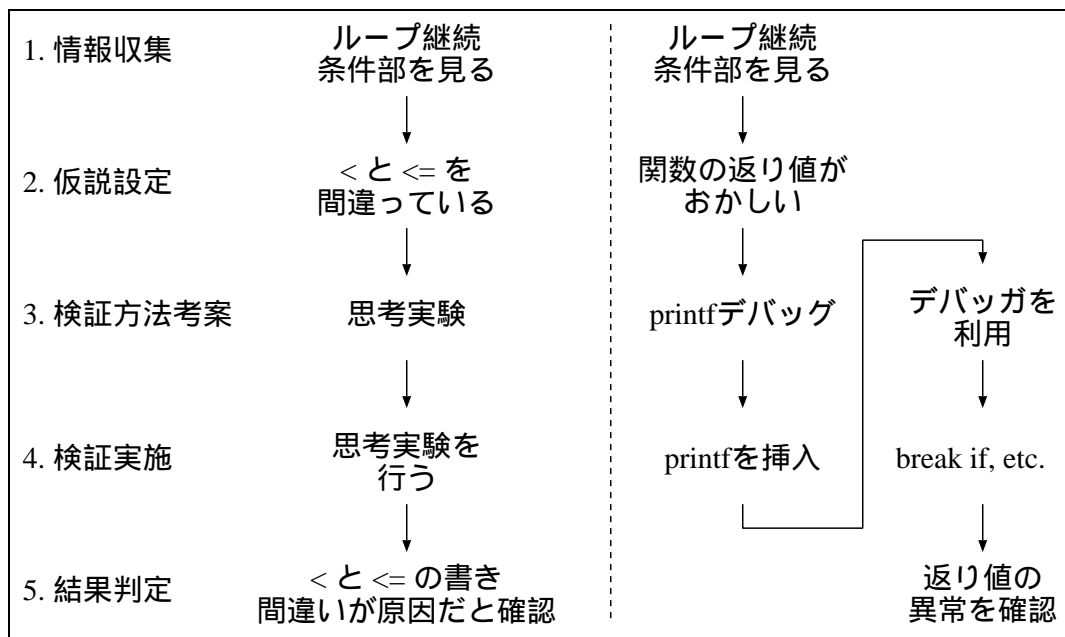 1. 情報収集
ループ継続
条件部を見る
ループ継続
条件部を見る
2. 仮説設定
< と <= を
間違っている
関数の返り値が
おかしい
3. 検証方法考案
思考実験
printfデバッグ
デバッガを
利用
4. 検証実施
思考実験を
行う
printfを挿入
break if, etc.
5. 結果判定
< と <= の書き
間違いが原因だと確認
返り値の
異常を確認